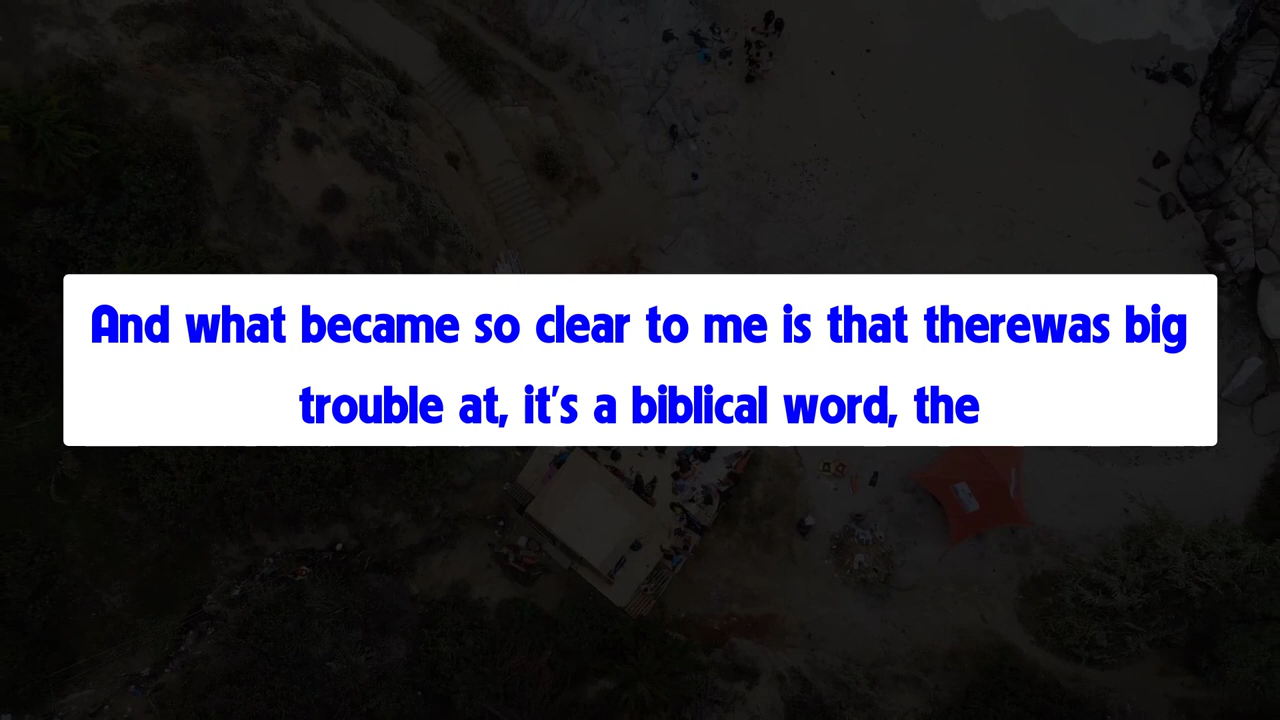 And what became so clear to me is that therewas big
trouble at, it's a biblical word, the